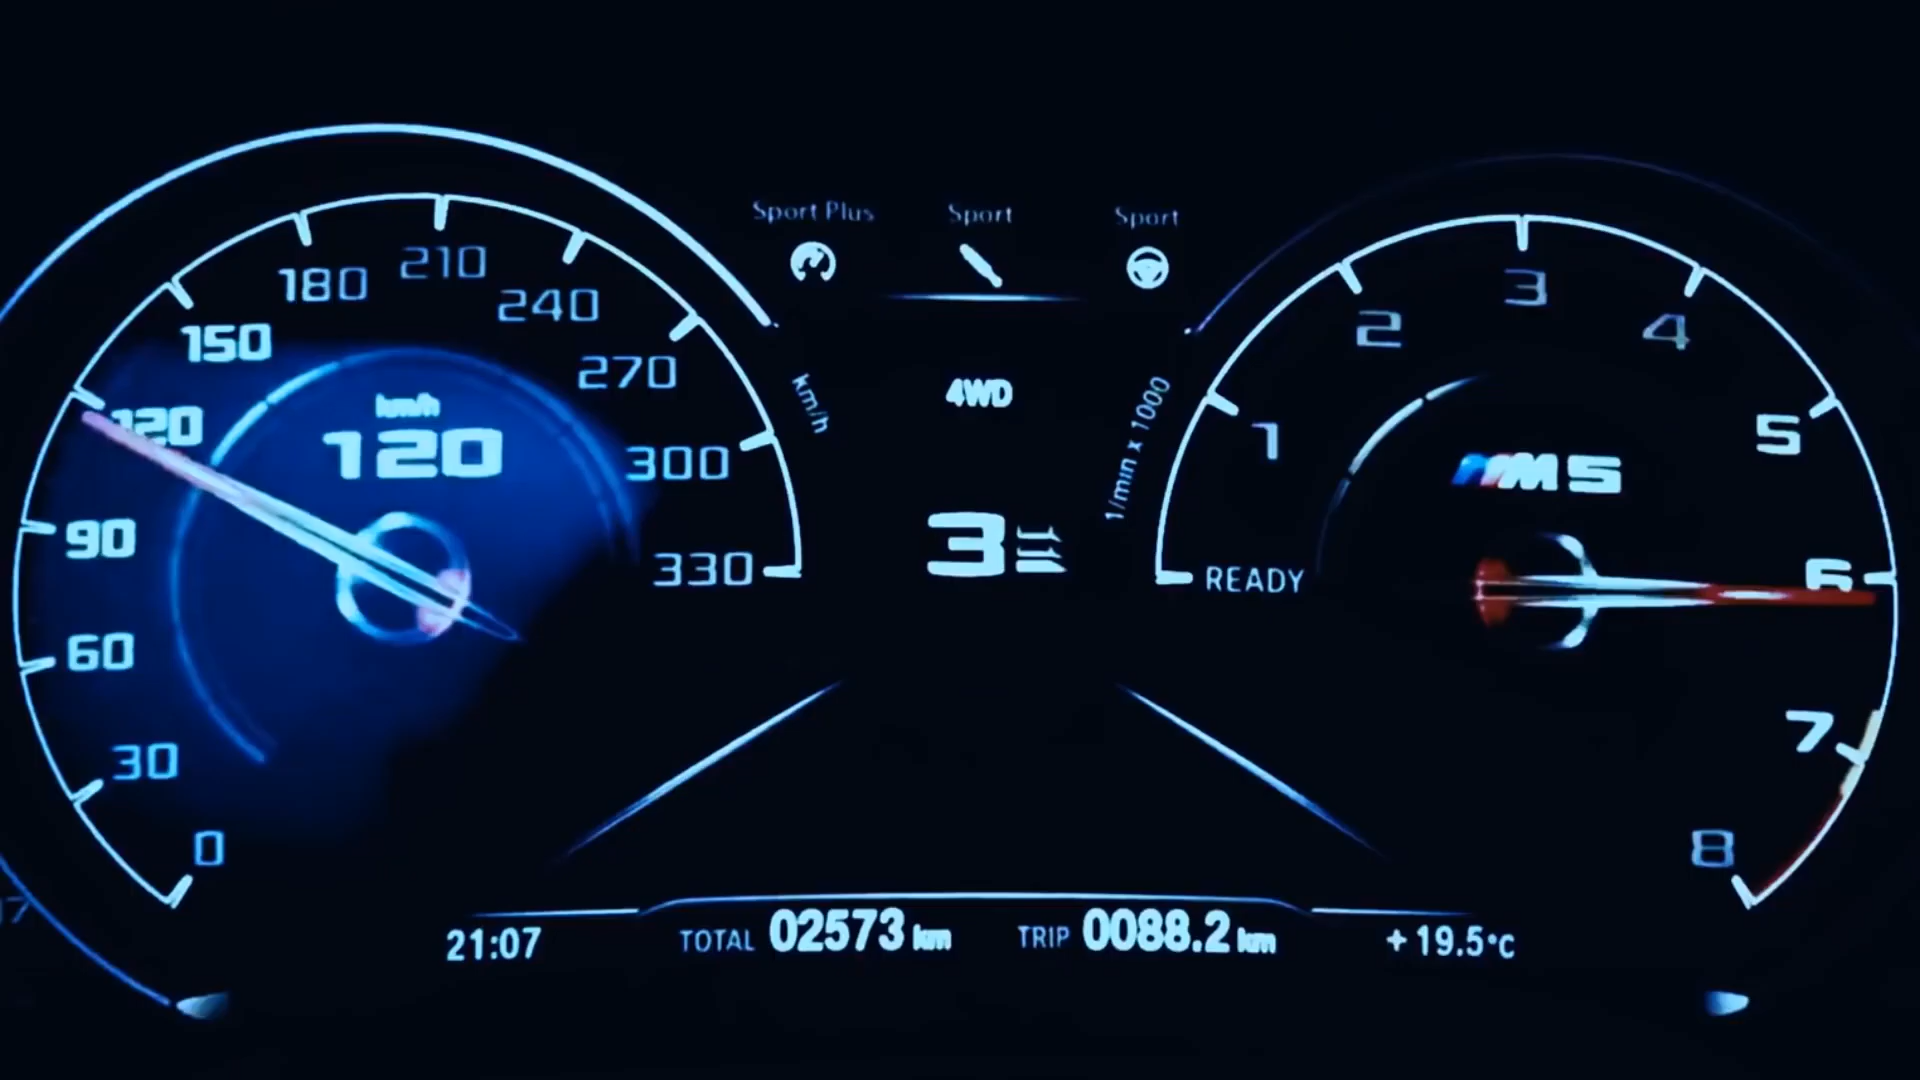 Sport Plus
Sport
Sport
180
210
240
150
270
120
300
90
330
60
30
0
km/h
120
km/h
4WD
3
1/min x 1000
READY
1
2
3
4
5
6
7
8
M5
21:07
TOTAL 02573 km
TRIP 0088.2 km
+19.5°C